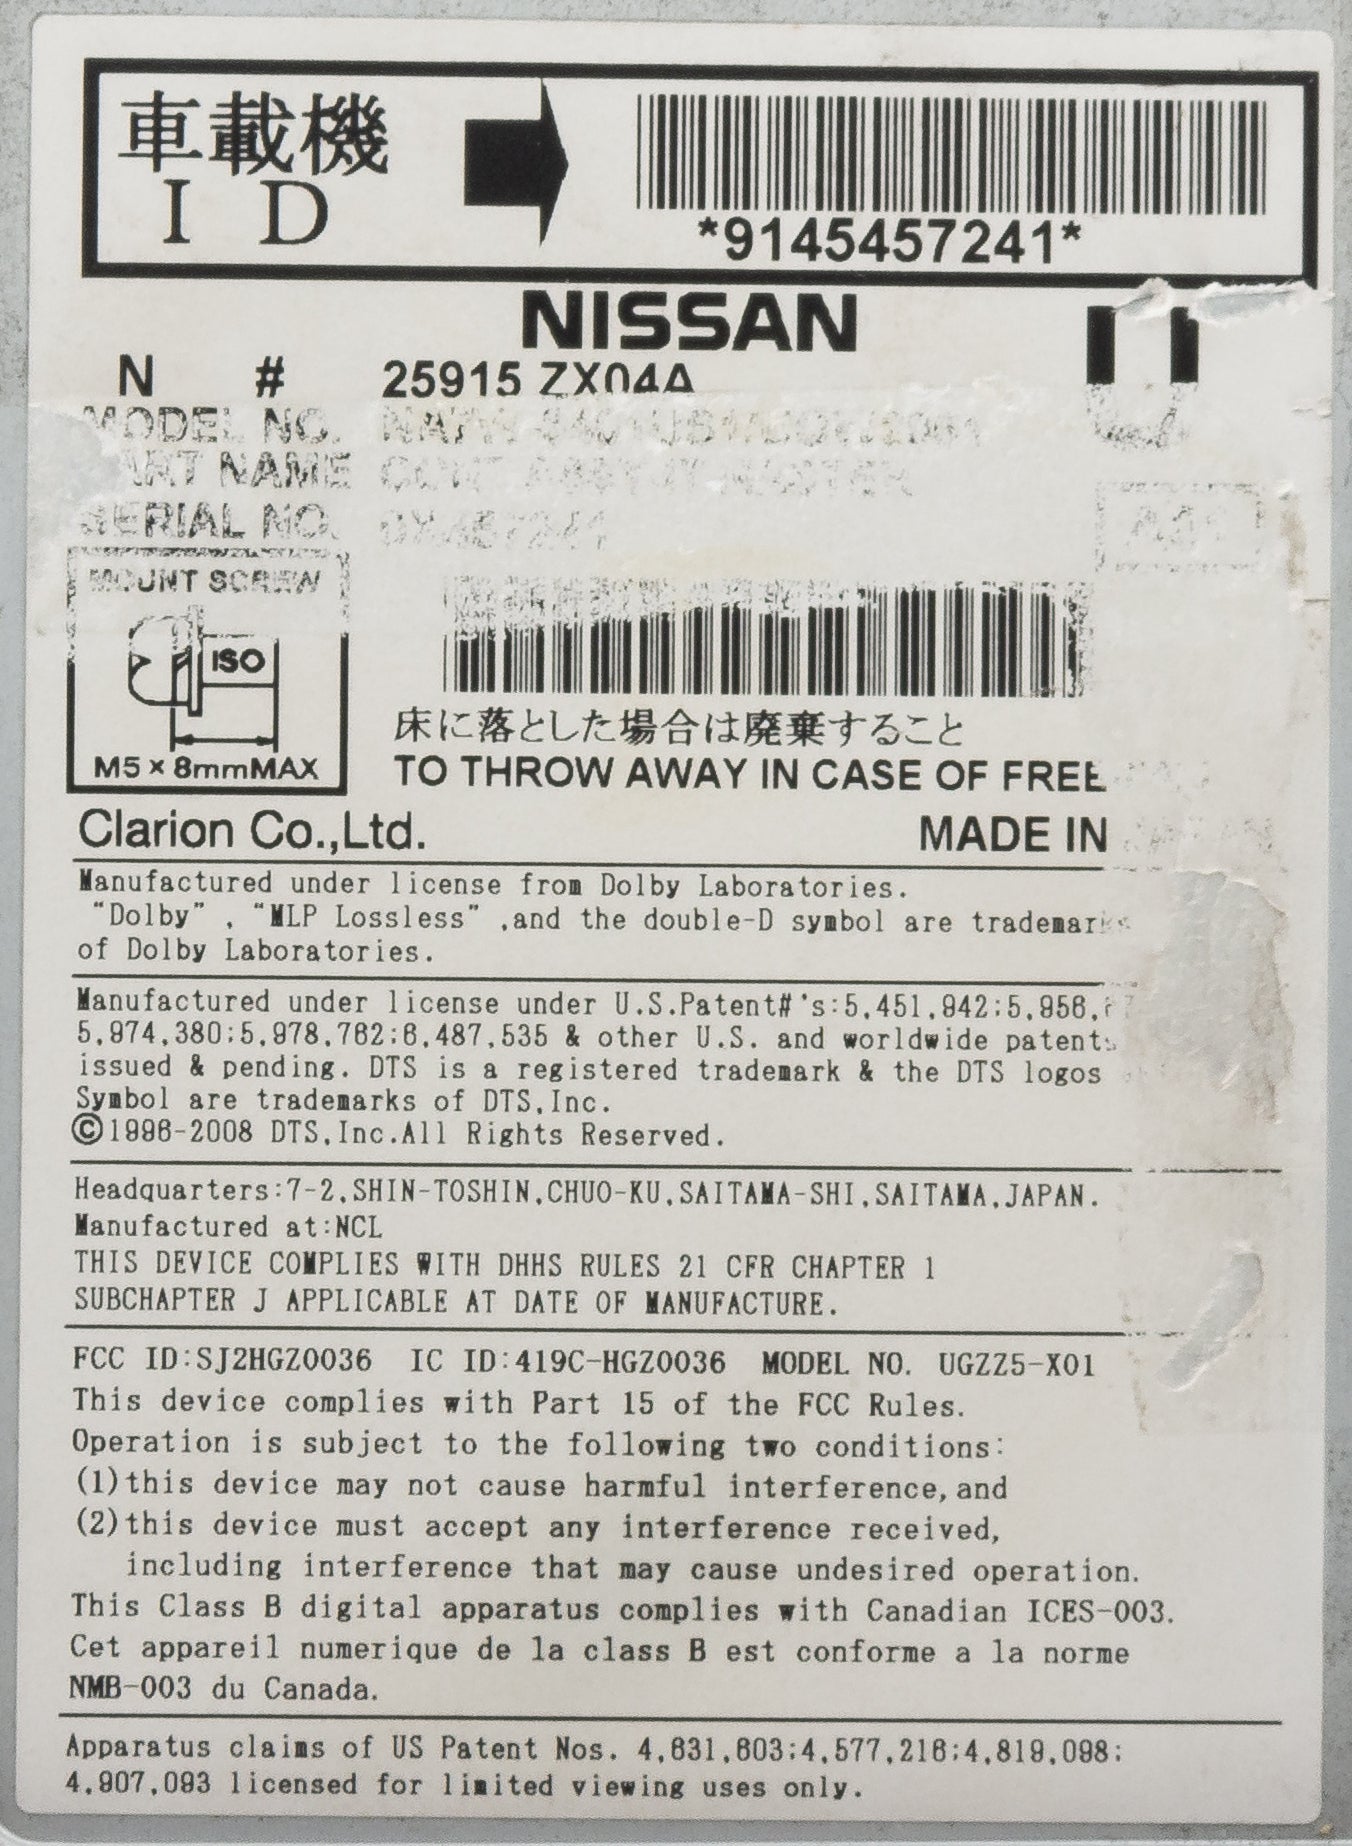 車載機
ID
*9145457241*
NISSAN
N # 25915 ZX04A
MODEL NO.
PART NAME
SERIAL NO.
MOUNT SCREW
ISO
M5×8mmMAX
床に落とした場合は廃棄すること
TO THROW AWAY IN CASE OF FREE
Clarion Co.,Ltd. MADE IN
Manufactured under license from Dolby Laboratories.
“Dolby” , “MLP Lossless” ,and the double-D symbol are trademarks
of Dolby Laboratories.
Manufactured under license under U.S.Patent#'s:5,451,942;5,956,
5,974,380;5,978,762;6,487,535 & other U.S. and worldwide patents
issued & pending. DTS is a registered trademark & the DTS logos
Symbol are trademarks of DTS,Inc.
©1996-2008 DTS,Inc.All Rights Reserved.
Headquarters:7-2,SHIN-TOSHIN,CHUO-KU,SAITAMA-SHI,SAITAMA,JAPAN.
Manufactured at:NCL
THIS DEVICE COMPLIES WITH DHHS RULES 21 CFR CHAPTER 1
SUBCHAPTER J APPLICABLE AT DATE OF MANUFACTURE.
FCC ID:SJ2HGZ0036 IC ID:419C-HGZ0036 MODEL NO. UGZZ5-X01
This device complies with Part 15 of the FCC Rules.
Operation is subject to the following two conditions:
(1)this device may not cause harmful interference,and
(2)this device must accept any interference received,
including interference that may cause undesired operation.
This Class B digital apparatus complies with Canadian ICES-003.
Cet appareil numerique de la class B est conforme a la norme
NMB-003 du Canada.
Apparatus claims of US Patent Nos. 4,631,603;4,577,216;4,819,098;
4,907,093 licensed for limited viewing uses only.